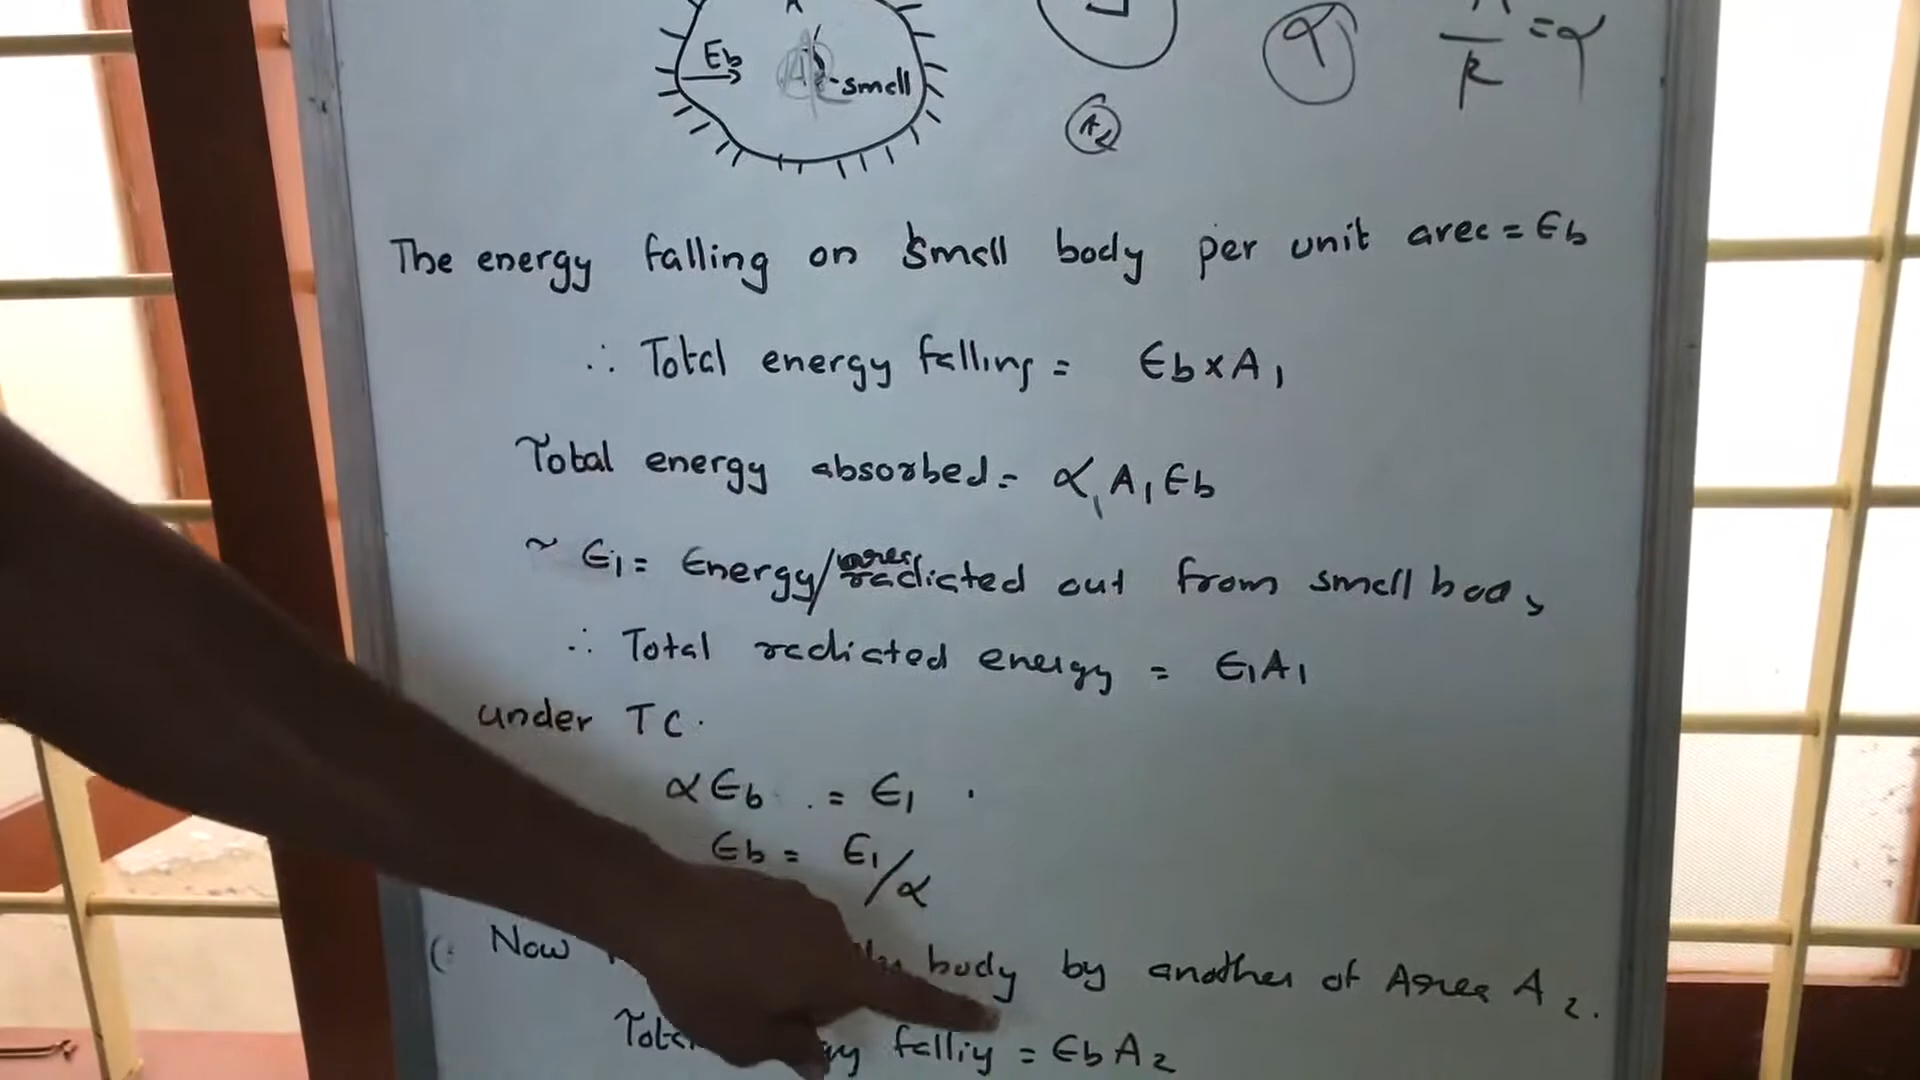 Eb
small
A2
α
= α
The energy falling on small body per unit area = Eb
∴ Total energy falling = Eb x A1
Total energy absorbed = α1 A1 Eb
~ E1 = Energy/area radiated out from small body
∴ Total radiated energy = E1A1
under TC.
αEb = E1
Eb = E1/α
Now body by another of Area A2.
falliy = EbA2